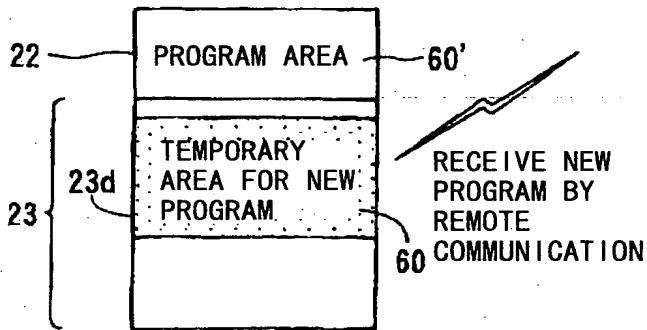 22
PROGRAM AREA
60'
23
23d
TEMPORARY
AREA FOR NEW
PROGRAM
60
RECEIVE NEW
PROGRAM BY
REMOTE
COMMUNICATION